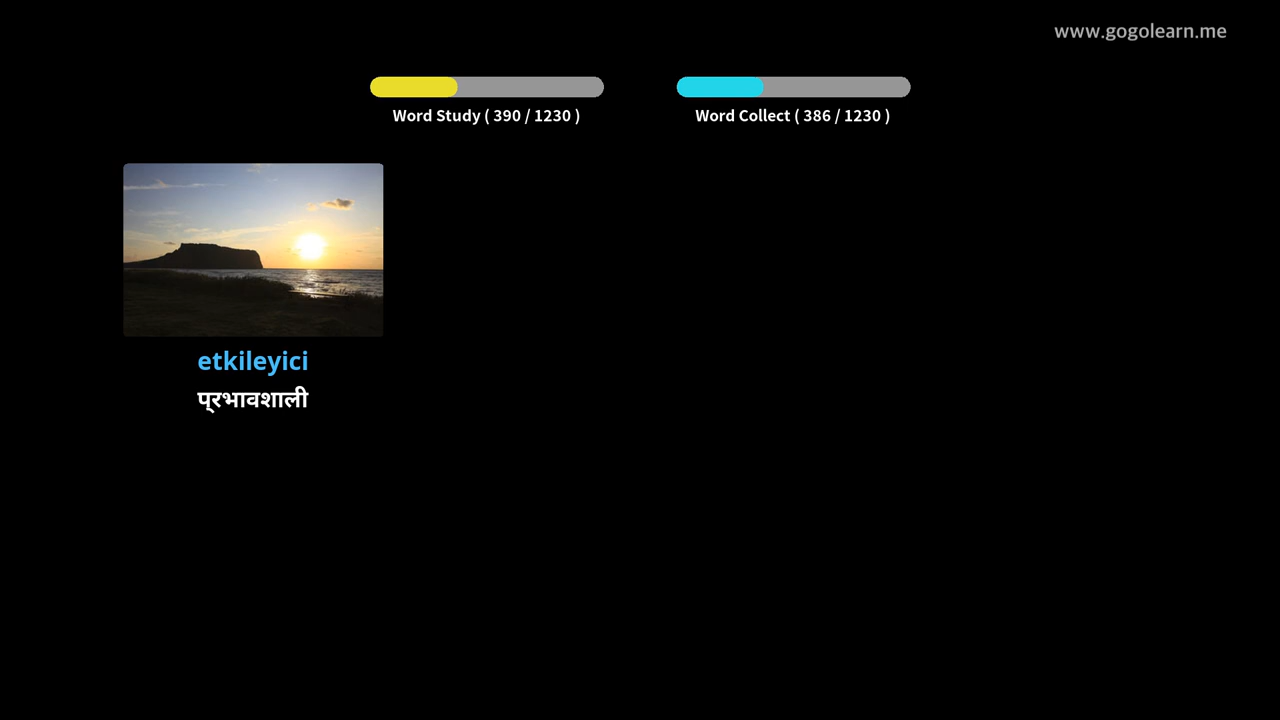 www.gogolearn.me
Word Study ( 390 / 1230 )
Word Collect ( 386 / 1230 )
etkileyici
प्रभावशाली